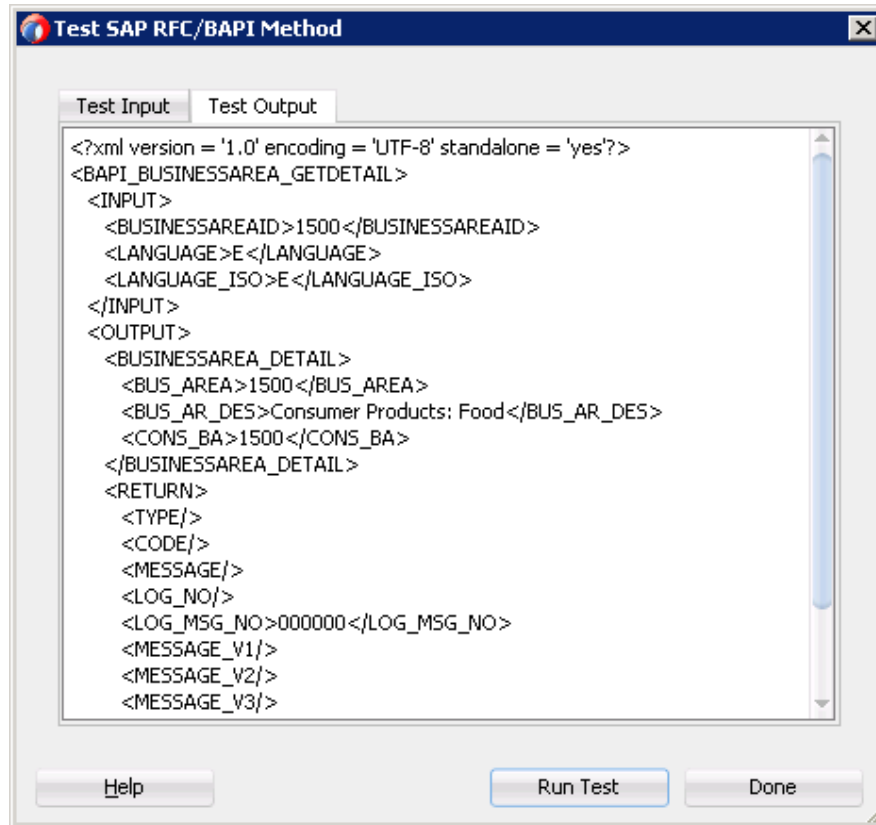 Test SAP RFC/BAPI Method
Test Input
Test Output
<?xml version = '1.0' encoding = 'UTF-8' standalone = 'yes'?>
<BAPI_BUSINESSAREA_GETDETAIL>
<INPUT>
<BUSINESSAREAID>1500</BUSINESSAREAID>
<LANGUAGE>E</LANGUAGE>
<LANGUAGE_ISO>E</LANGUAGE_ISO>
</INPUT>
<OUTPUT>
<BUSINESSAREA_DETAIL>
<BUS_AREA>1500</BUS_AREA>
<BUS_AR_DES>Consumer Products: Food</BUS_AR_DES>
<CONS_BA>1500</CONS_BA>
</BUSINESSAREA_DETAIL>
<RETURN>
<TYPE/>
<CODE/>
<MESSAGE/>
<LOG_NO/>
<LOG_MSG_NO>000000</LOG_MSG_NO>
<MESSAGE_V1/>
<MESSAGE_V2/>
<MESSAGE_V3/>
Help
Run Test
Done